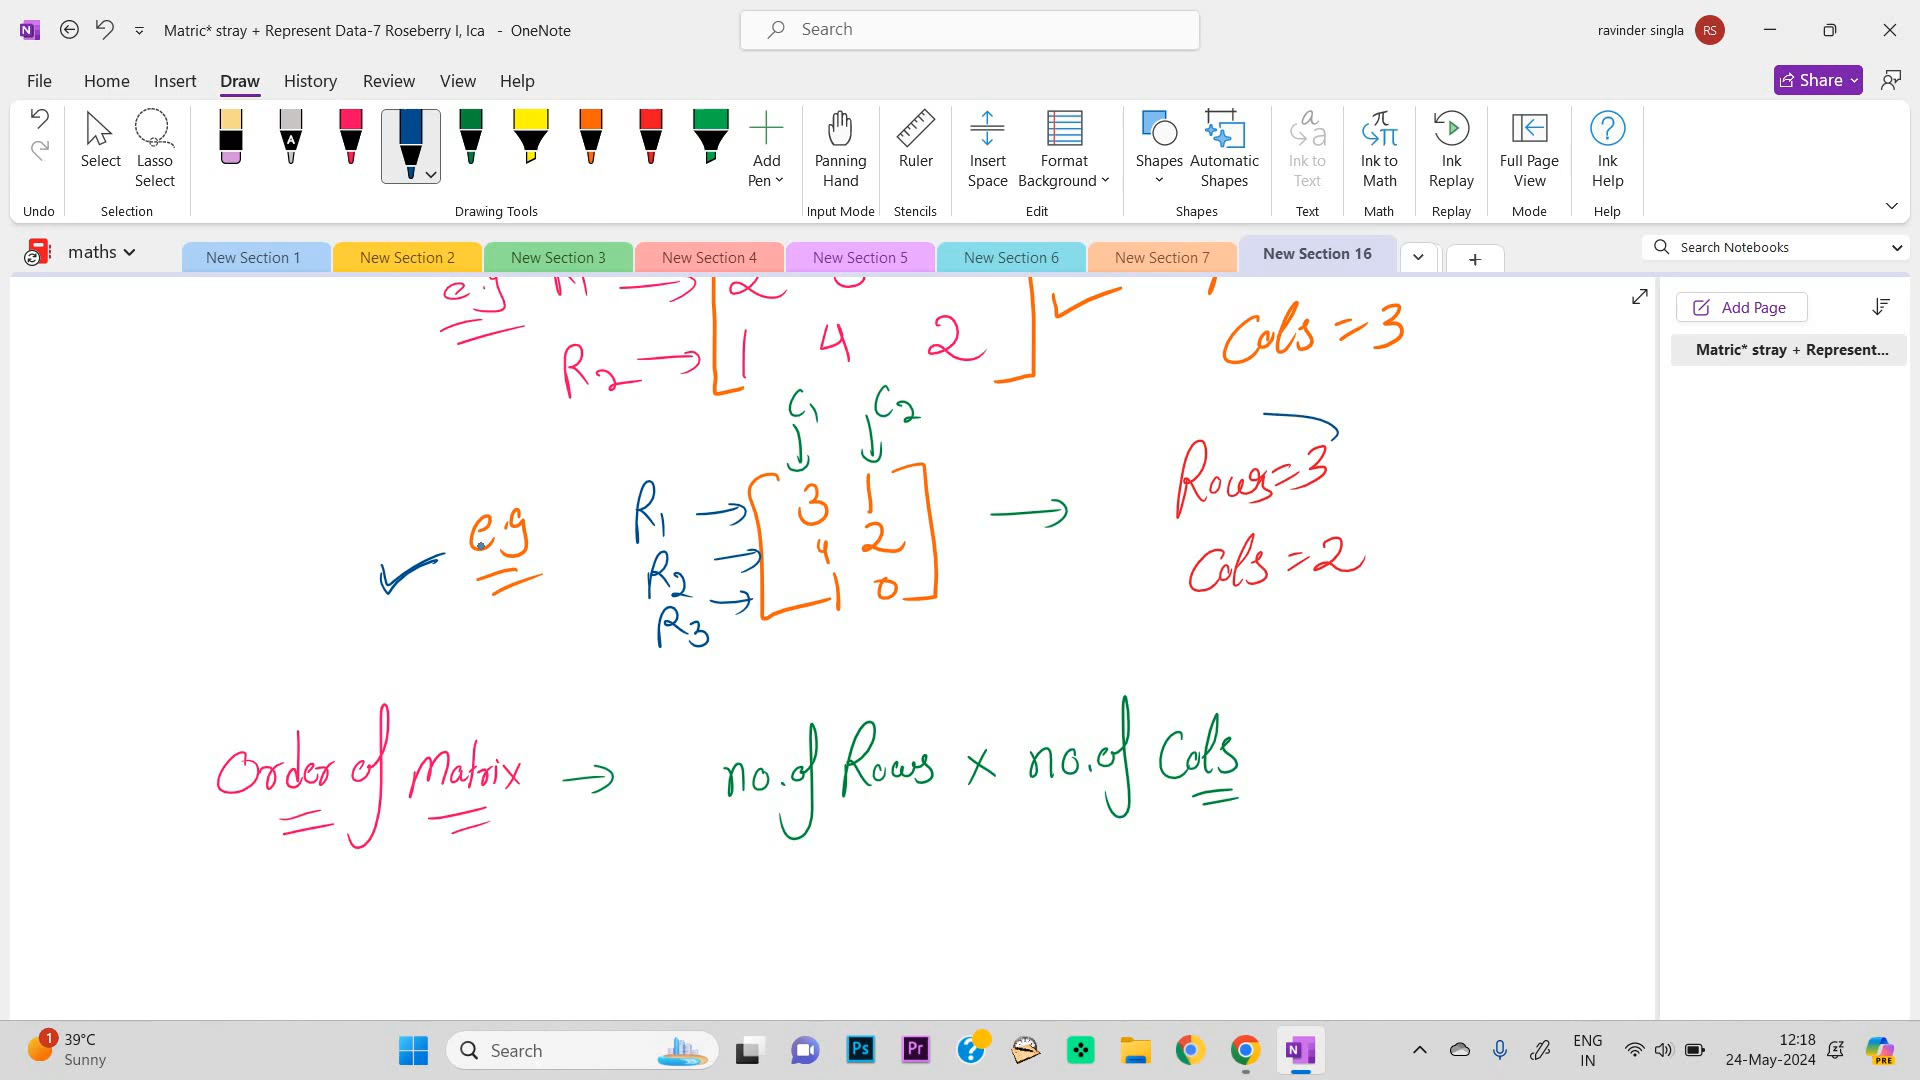 Matric* stray + Represent Data-7 Roseberry I, Ica - OneNote
Search
ravinder singla RS
File Home Insert Draw History Review View Help
Share
Select Lasso Select
A
Add Pen
Panning Hand
Ruler
Insert Space
Format Background
Shapes Automatic Shapes
Ink to Text
Ink to Math
Ink Replay
Full Page View
Ink Help
Undo Selection Drawing Tools Input Mode Stencils Edit Shapes Text Math Replay Mode Help
maths
New Section 1 New Section 2 New Section 3 New Section 4 New Section 5 New Section 6 New Section 7 New Section 16 +
Search Notebooks
Add Page
Matric* stray + Represent...
e.g
Cols = 3
R2 → 1 4 2
C1 C2
R1 → 3 1
Rows = 3
e.g
R2 → 4 2
Cols = 2
R3 → 1 0
Order of Matrix → no. of Rows × no. of Cols
1 39°C
Sunny
Search
Ps Pr
ENG
IN
12:18
24-May-2024
PRE